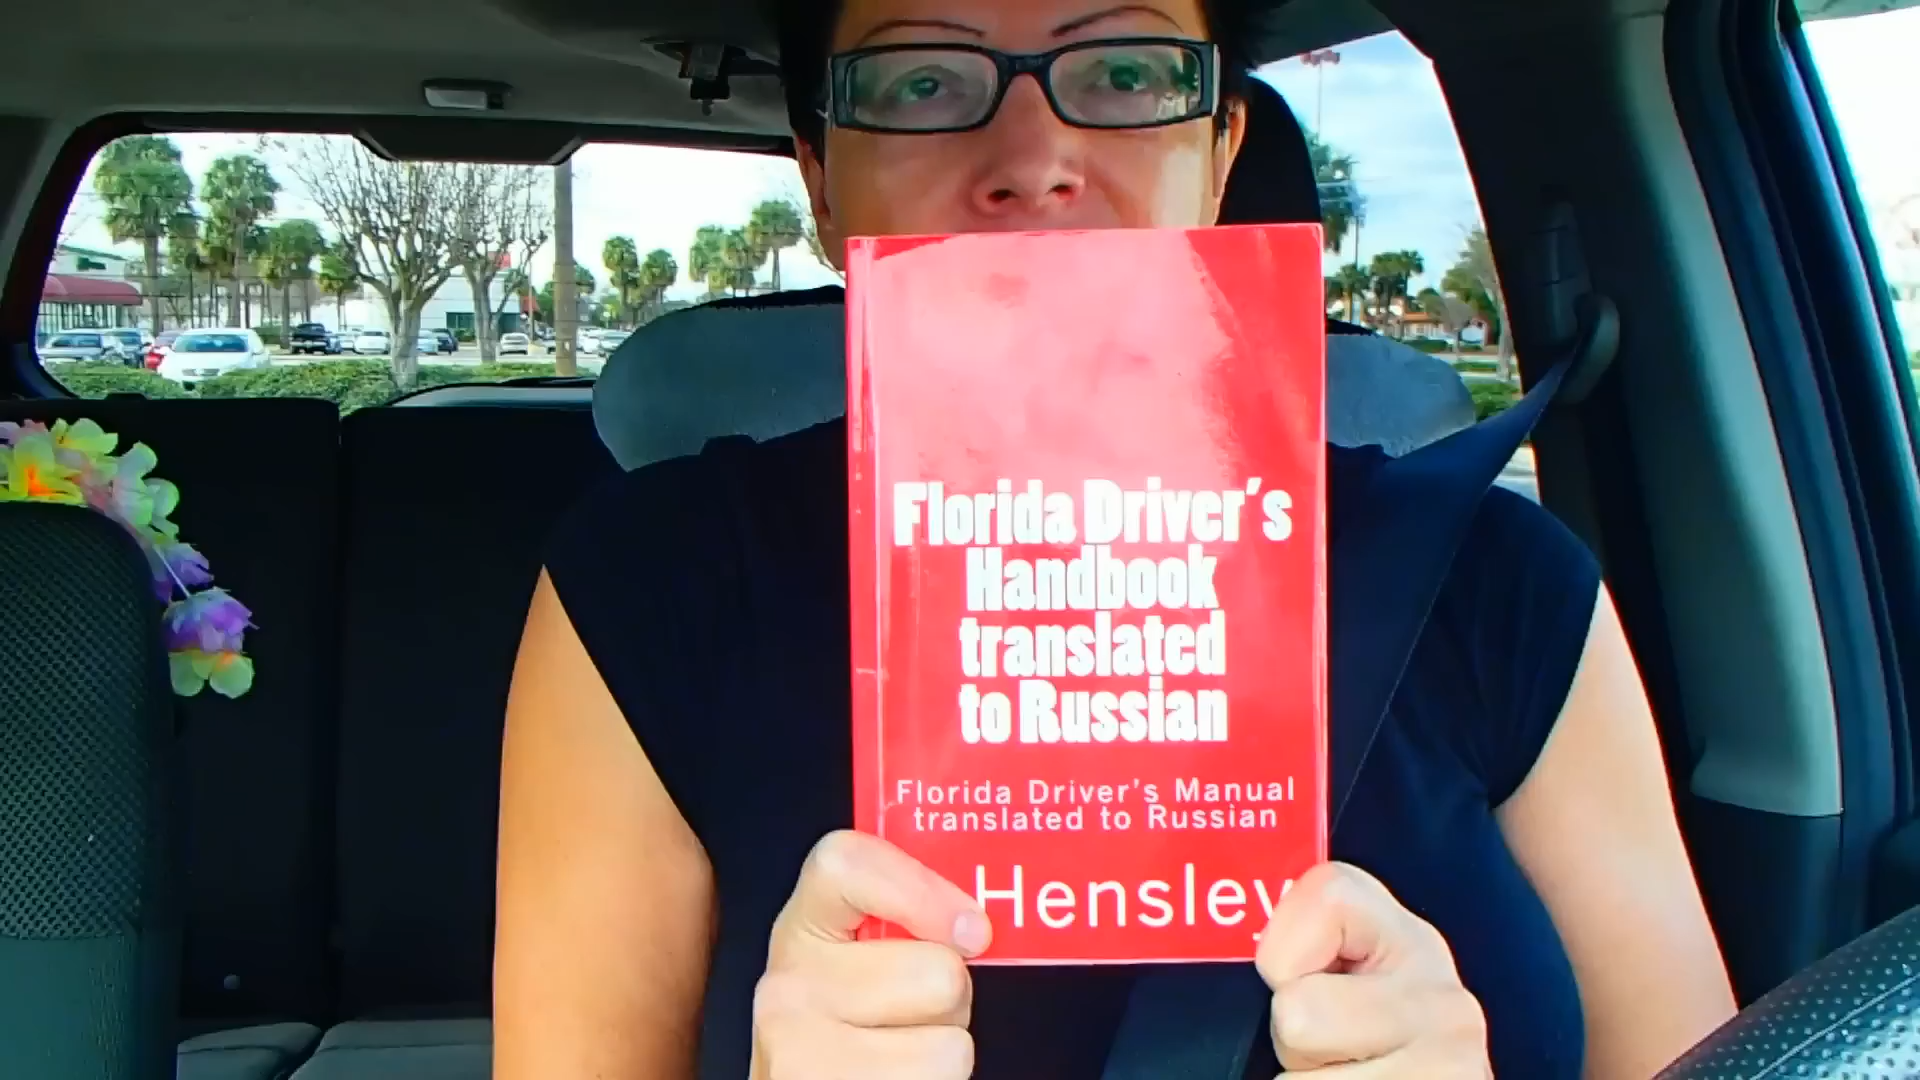 Florida Driver's
Handbook
translated
to Russian
Florida Driver's Manual
translated to Russian
Hensley